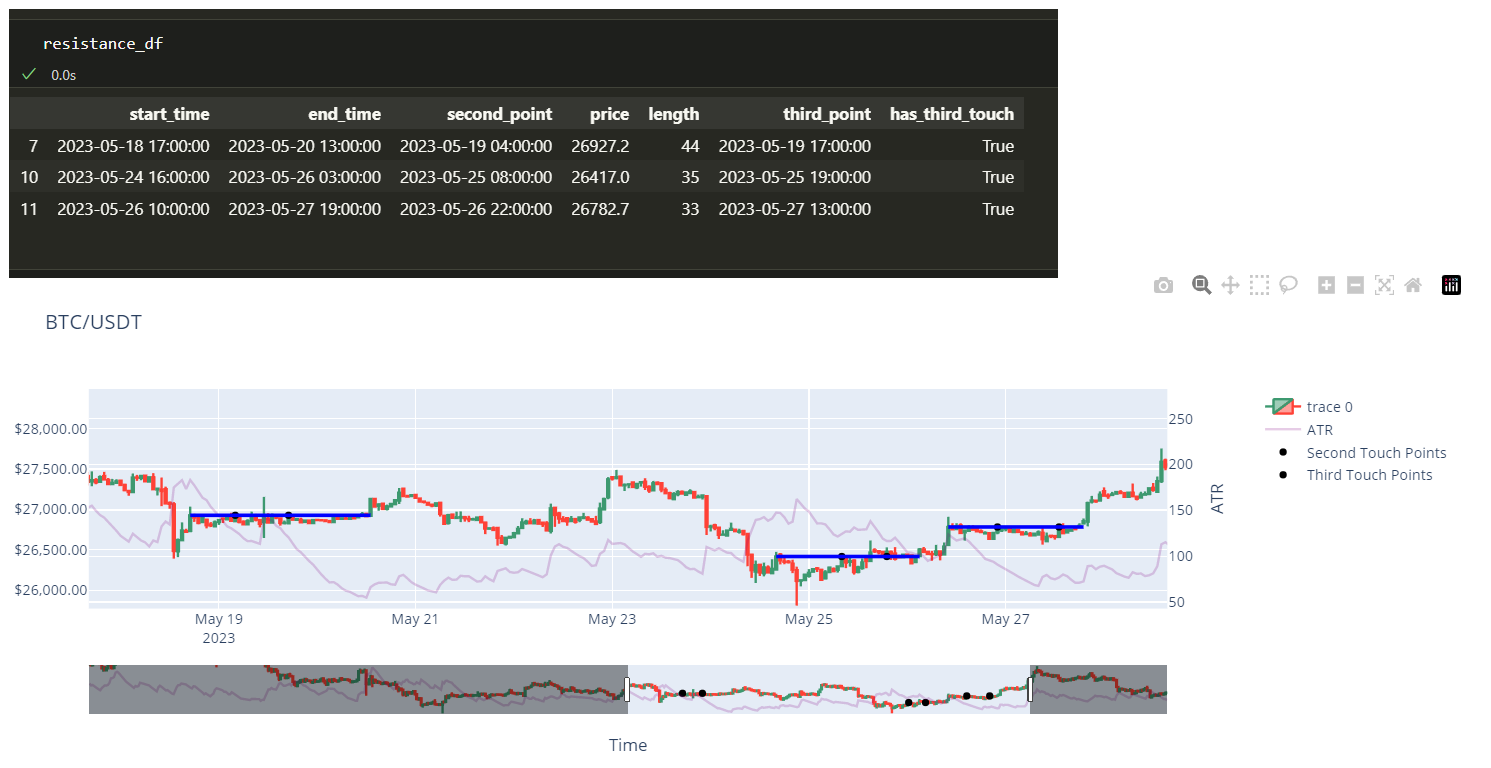 resistance_df
0.0s
start_time end_time second_point price length third_point has_third_touch
7 2023-05-18 17:00:00 2023-05-20 13:00:00 2023-05-19 04:00:00 26927.2 44 2023-05-19 17:00:00 True
10 2023-05-24 16:00:00 2023-05-26 03:00:00 2023-05-25 08:00:00 26417.0 35 2023-05-25 19:00:00 True
11 2023-05-26 10:00:00 2023-05-27 19:00:00 2023-05-26 22:00:00 26782.7 33 2023-05-27 13:00:00 True
BTC/USDT
$28,000.00
$27,500.00
$27,000.00
$26,500.00
$26,000.00
250
200
150
100
50
ATR
trace 0
ATR
Second Touch Points
Third Touch Points
May 19 May 21 May 23 May 25 May 27
2023
Time